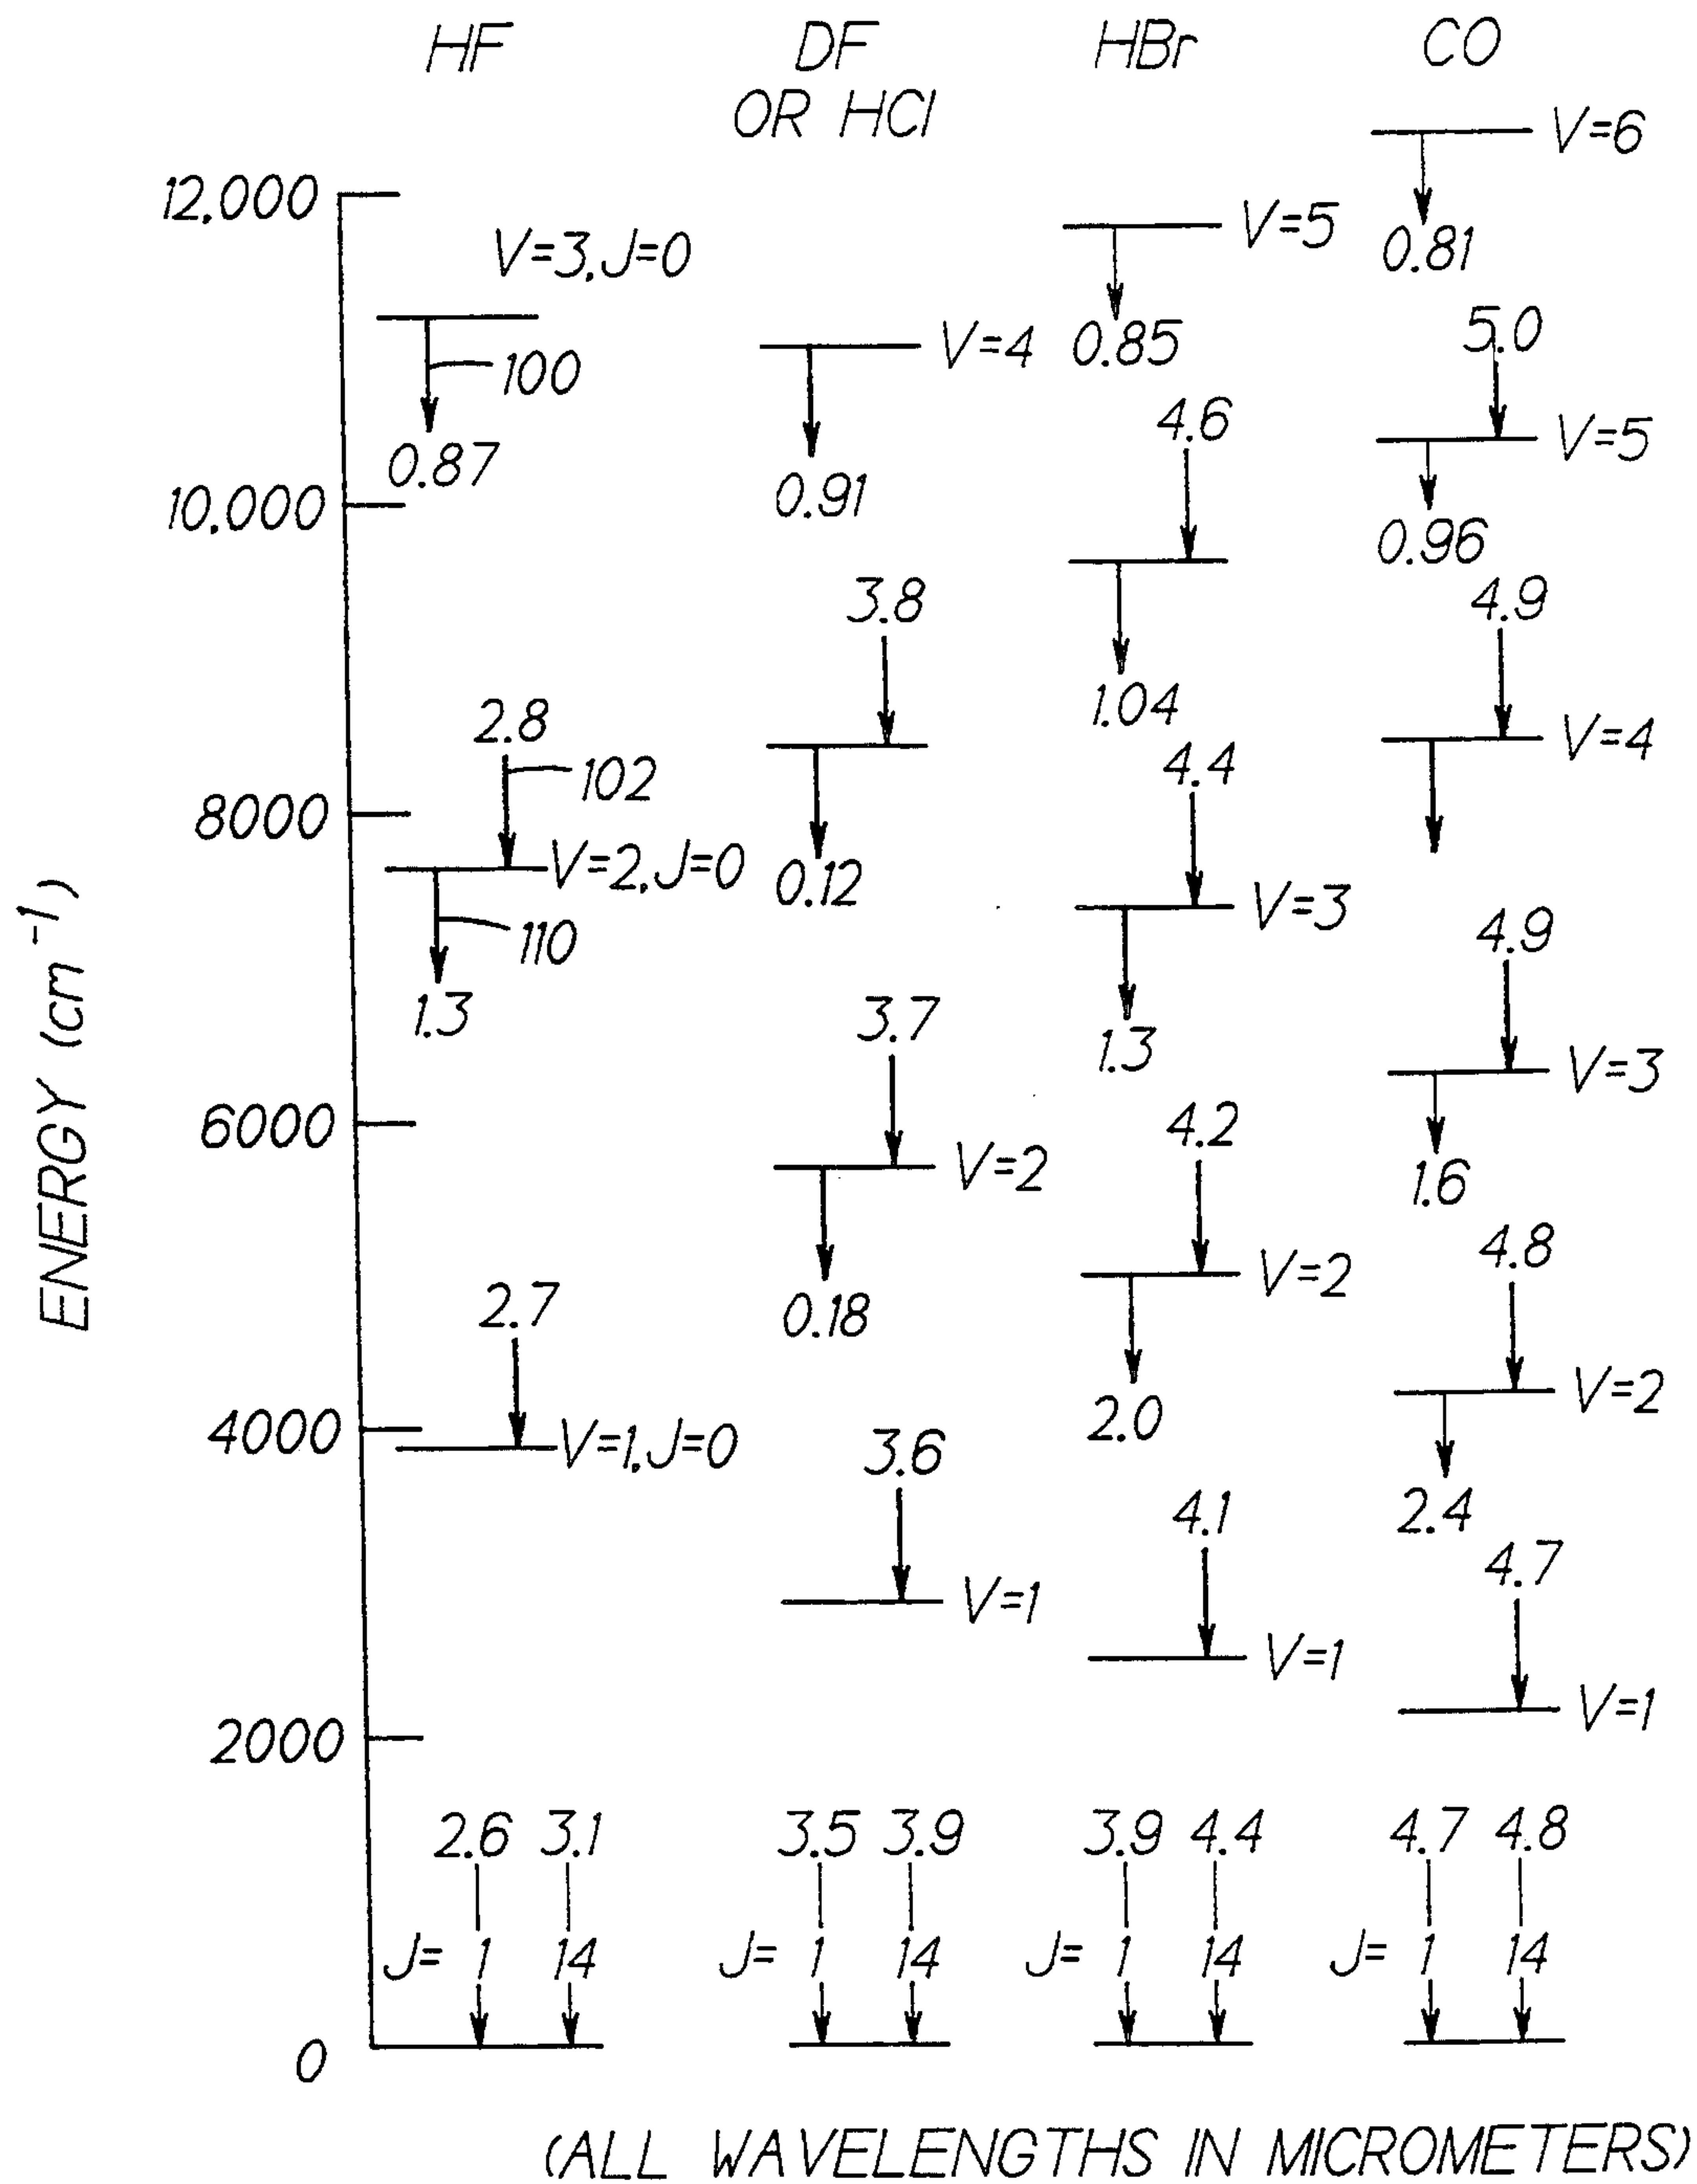 HF
DF
OR HCl
HBr
CO
V=6
12,000
V=5
0.81
V=3,J=0
V=4
0.85
5.0
100
V=5
4.6
0.87
0.91
10,000
0.96
3.8
4.9
1.04
2.8
V=4
102
4.4
8000
V=2,J=0
0.12
V=3
110
4.9
1.3
3.7
1.3
V=3
ENERGY (cm⁻¹)
6000
4.2
1.6
V=2
4.8
2.7
0.18
V=2
V=2
4000
2.0
V=1,J=0
3.6
4.1
2.4
4.7
V=1
V=1
V=1
2000
2.6 3.1
3.5 3.9
3.9 4.4
4.7 4.8
J= 1 14
J= 1 14
J= 1 14
J= 1 14
0
(ALL WAVELENGTHS IN MICROMETERS)